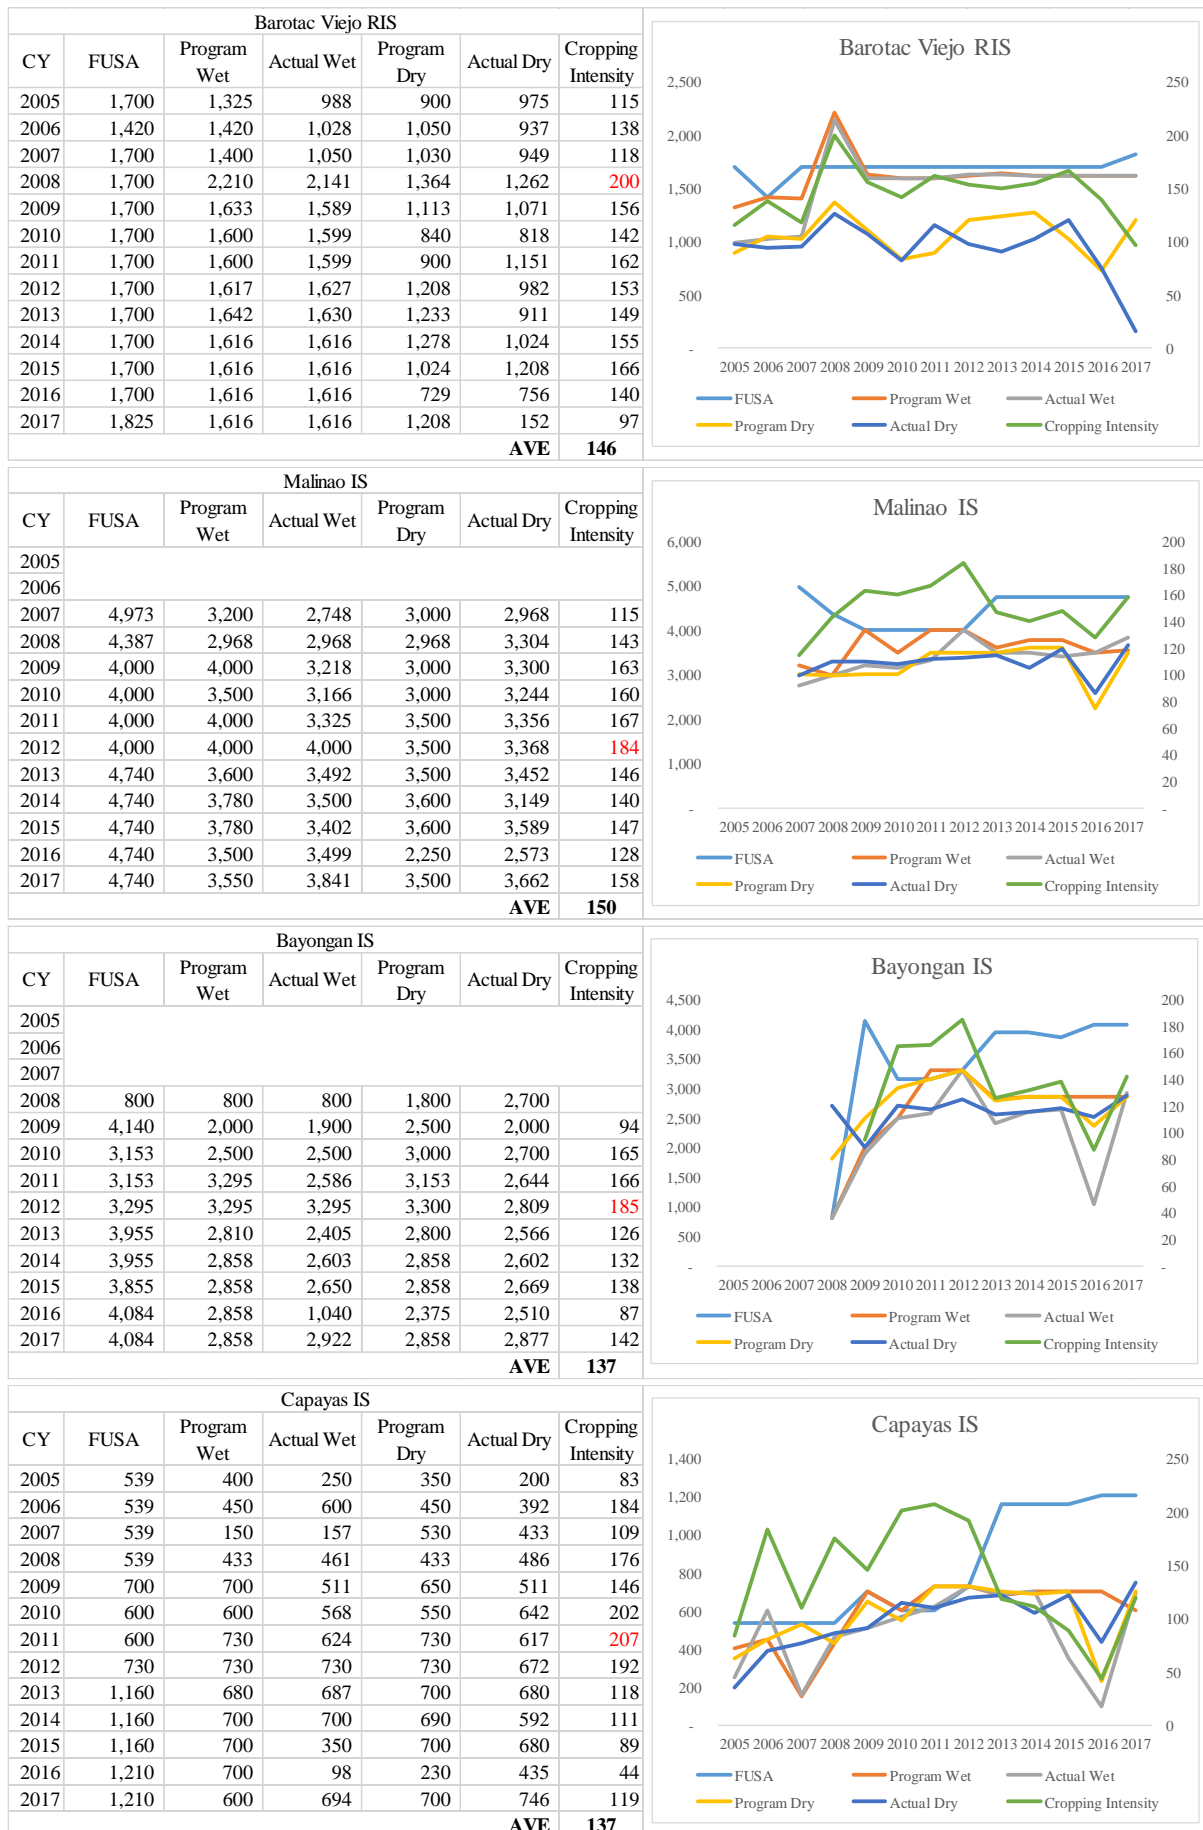 Barotac Viejo RIS
CY FUSA Program Wet Actual Wet Program Dry Actual Dry Cropping Intensity
2005 1,700 1,325 988 900 975 115
2006 1,420 1,420 1,028 1,050 937 138
2007 1,700 1,400 1,050 1,030 949 118
2008 1,700 2,210 2,141 1,364 1,262 200
2009 1,700 1,633 1,589 1,113 1,071 156
2010 1,700 1,600 1,599 840 818 142
2011 1,700 1,600 1,599 900 1,151 162
2012 1,700 1,617 1,627 1,208 982 153
2013 1,700 1,642 1,630 1,233 911 149
2014 1,700 1,616 1,616 1,278 1,024 155
2015 1,700 1,616 1,616 1,024 1,208 166
2016 1,700 1,616 1,616 729 756 140
2017 1,825 1,616 1,616 1,208 152 97
AVE 146
Barotac Viejo RIS
2,500 250
2,000 200
1,500 150
1,000 100
500 50
- 0
2005 2006 2007 2008 2009 2010 2011 2012 2013 2014 2015 2016 2017
FUSA Program Wet Actual Wet
Program Dry Actual Dry Cropping Intensity
Malinao IS
CY FUSA Program Wet Actual Wet Program Dry Actual Dry Cropping Intensity
2005
2006
2007 4,973 3,200 2,748 3,000 2,968 115
2008 4,387 2,968 2,968 2,968 3,304 143
2009 4,000 4,000 3,218 3,000 3,300 163
2010 4,000 3,500 3,166 3,000 3,244 160
2011 4,000 4,000 3,325 3,500 3,356 167
2012 4,000 4,000 4,000 3,500 3,368 184
2013 4,740 3,600 3,492 3,500 3,452 146
2014 4,740 3,780 3,500 3,600 3,149 140
2015 4,740 3,780 3,402 3,600 3,589 147
2016 4,740 3,500 3,499 2,250 2,573 128
2017 4,740 3,550 3,841 3,500 3,662 158
AVE 150
Malinao IS
6,000 200
180
5,000 160
4,000 140
120
3,000 100
2,000 80
60
1,000 40
20
- -
2005 2006 2007 2008 2009 2010 2011 2012 2013 2014 2015 2016 2017
FUSA Program Wet Actual Wet
Program Dry Actual Dry Cropping Intensity
Bayongan IS
CY FUSA Program Wet Actual Wet Program Dry Actual Dry Cropping Intensity
2005
2006
2007
2008 800 800 800 1,800 2,700
2009 4,140 2,000 1,900 2,500 2,000 94
2010 3,153 2,500 2,500 3,000 2,700 165
2011 3,153 3,295 2,586 3,153 2,644 166
2012 3,295 3,295 3,295 3,300 2,809 185
2013 3,955 2,810 2,405 2,800 2,566 126
2014 3,955 2,858 2,603 2,858 2,602 132
2015 3,855 2,858 2,650 2,858 2,669 138
2016 4,084 2,858 1,040 2,375 2,510 87
2017 4,084 2,858 2,922 2,858 2,877 142
AVE 137
Bayongan IS
4,500 200
4,000 180
3,500 160
3,000 140
2,500 120
100
2,000 80
1,500 60
1,000 40
500 20
- -
2005 2006 2007 2008 2009 2010 2011 2012 2013 2014 2015 2016 2017
FUSA Program Wet Actual Wet
Program Dry Actual Dry Cropping Intensity
Capayas IS
CY FUSA Program Wet Actual Wet Program Dry Actual Dry Cropping Intensity
2005 539 400 250 350 200 83
2006 539 450 600 450 392 184
2007 539 150 157 530 433 109
2008 539 433 461 433 486 176
2009 700 700 511 650 511 146
2010 600 600 568 550 642 202
2011 600 730 624 730 617 207
2012 730 730 730 730 672 192
2013 1,160 680 687 700 680 118
2014 1,160 700 700 690 592 111
2015 1,160 700 350 700 680 89
2016 1,210 700 98 230 435 44
2017 1,210 600 694 700 746 119
AVE 137
Capayas IS
1,400 250
1,200 200
1,000
800 150
600 100
400 50
200
- 0
2005 2006 2007 2008 2009 2010 2011 2012 2013 2014 2015 2016 2017
FUSA Program Wet Actual Wet
Program Dry Actual Dry Cropping Intensity